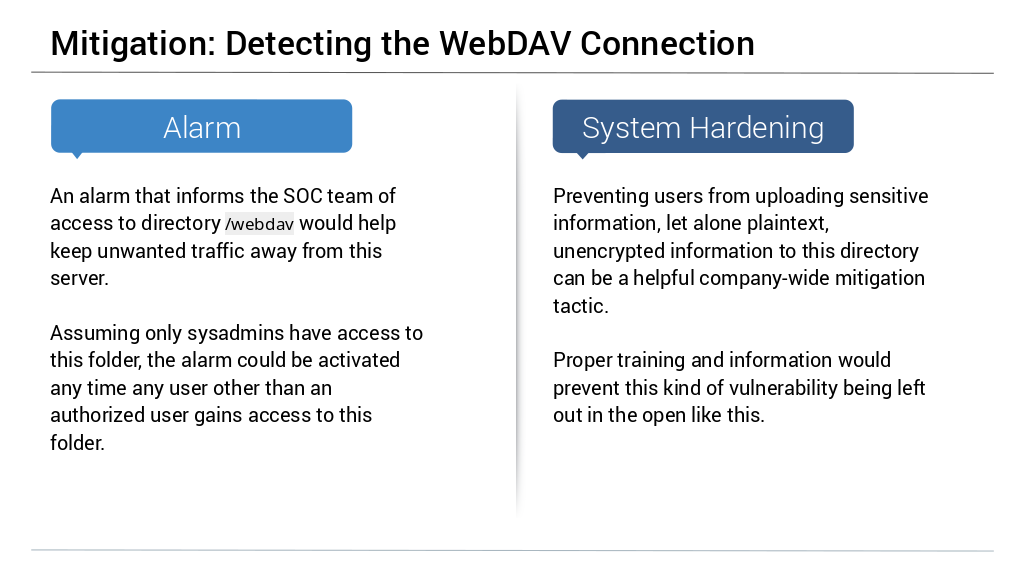 Mitigation: Detecting the WebDAV Connection
Alarm
An alarm that informs the SOC team of
access to directory /webdav would help
keep unwanted traffic away from this
server.
Assuming only sysadmins have access to
this folder, the alarm could be activated
any time any user other than an
authorized user gains access to this
folder.
System Hardening
Preventing users from uploading sensitive
information, let alone plaintext,
unencrypted information to this directory
can be a helpful company-wide mitigation
tactic.
Proper training and information would
prevent this kind of vulnerability being left
out in the open like this.